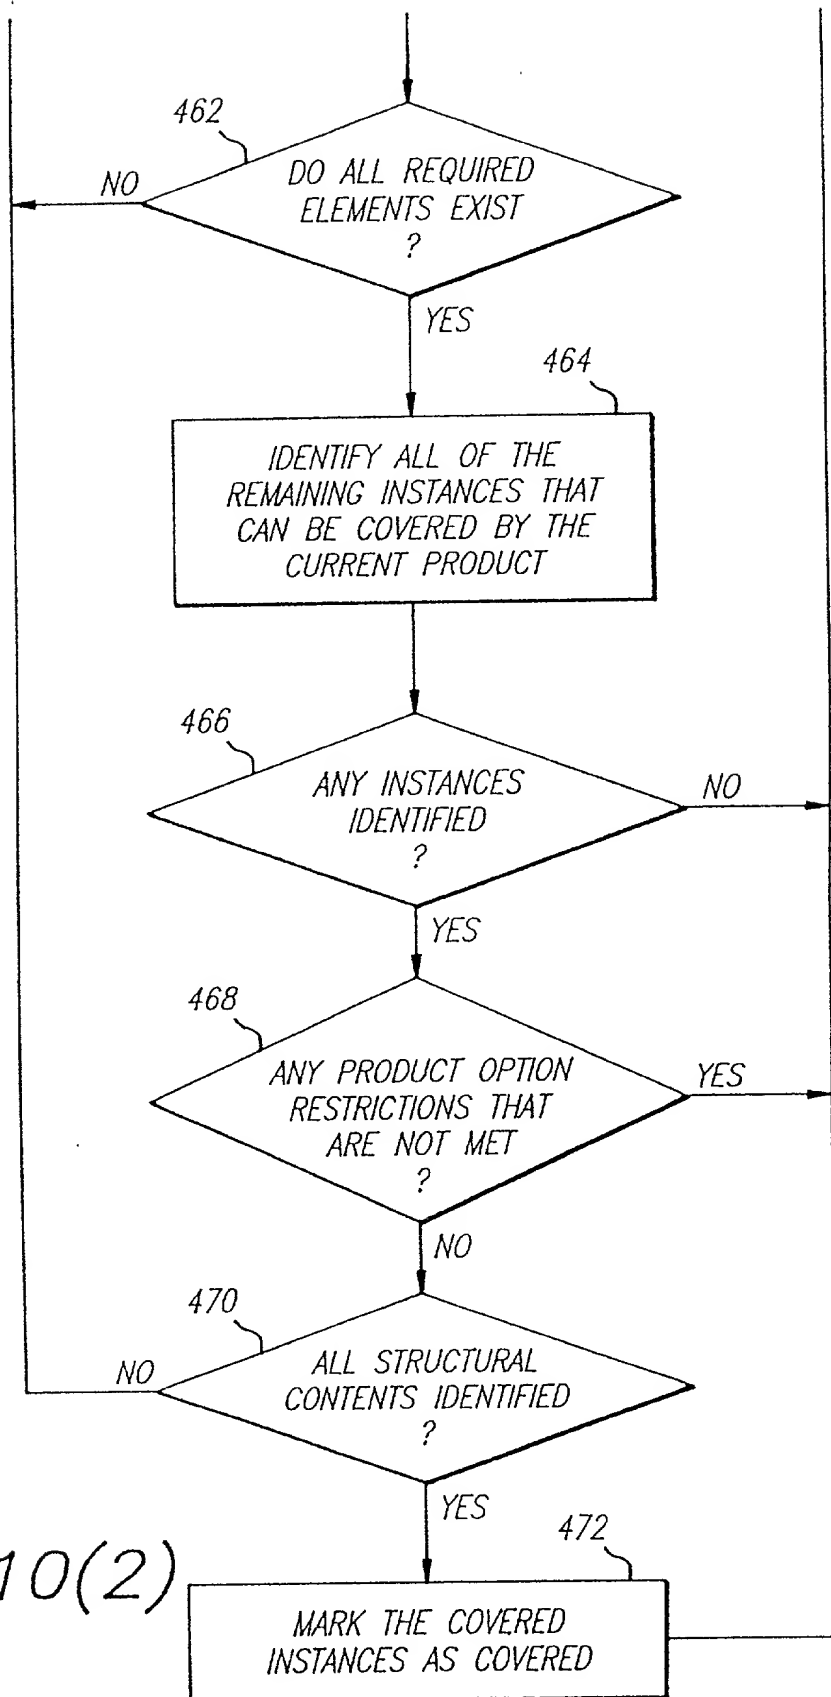 462
NO
DO ALL REQUIRED
ELEMENTS EXIST
?
YES
464
IDENTIFY ALL OF THE
REMAINING INSTANCES THAT
CAN BE COVERED BY THE
CURRENT PRODUCT
466
ANY INSTANCES
IDENTIFIED
?
NO
YES
468
ANY PRODUCT OPTION
RESTRICTIONS THAT
ARE NOT MET
?
YES
NO
470
NO
ALL STRUCTURAL
CONTENTS IDENTIFIED
?
YES
10(2)
472
MARK THE COVERED
INSTANCES AS COVERED